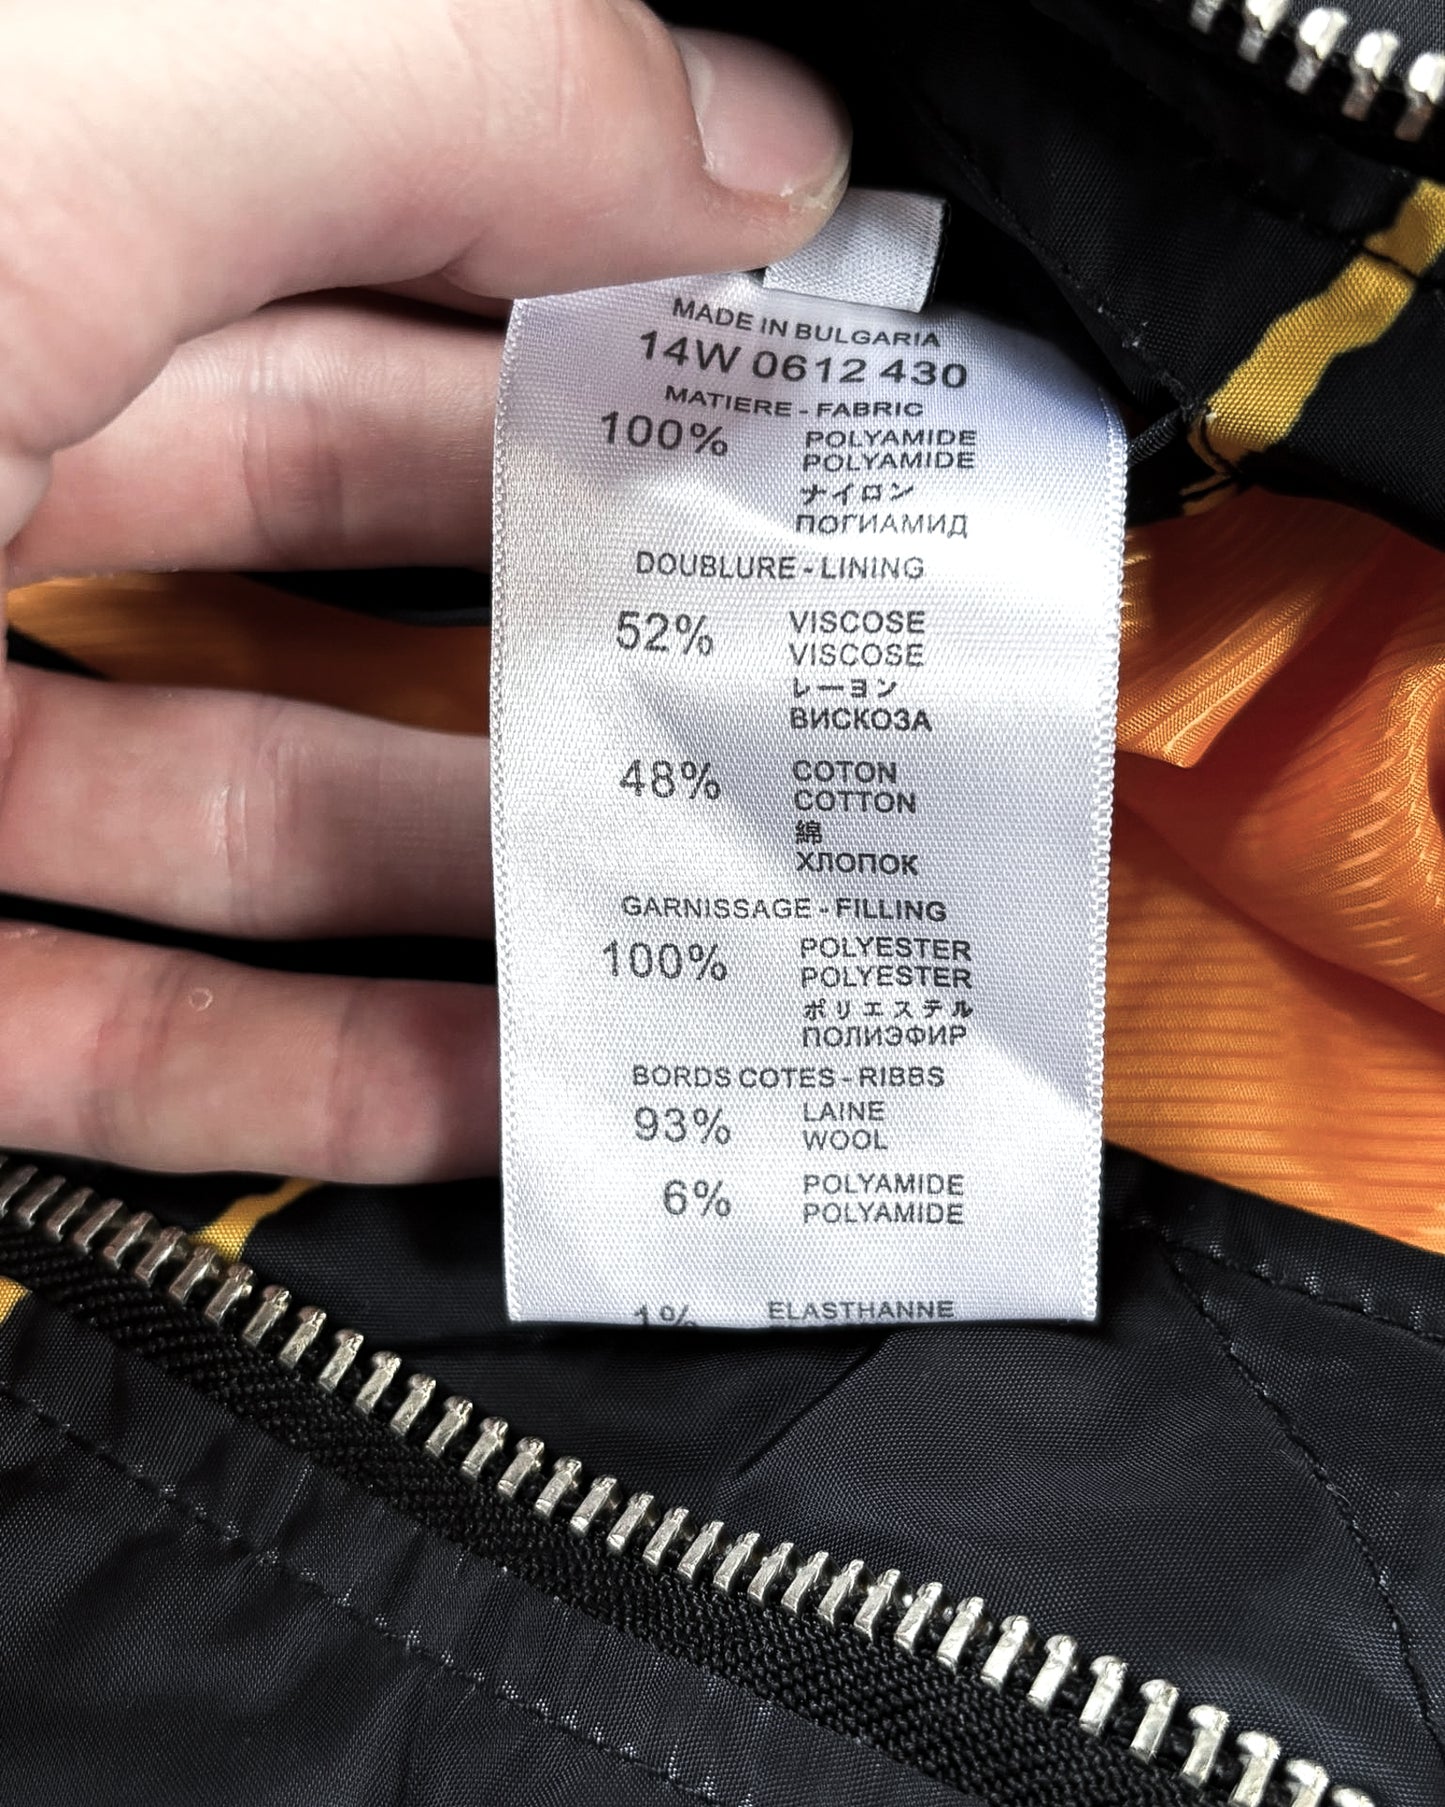 MADE IN BULGARIA
14W 0612 430
MATIERE - FABRIC
100% POLYAMIDE
POLYAMIDE
ナイロン
ПОГИАМИД
DOUBLURE - LINING
52% VISCOSE
VISCOSE
レーヨン
ВИСКОЗА
48% COTON
COTTON
綿
ХЛОПОК
GARNISSAGE - FILLING
100% POLYESTER
POLYESTER
ポリエステル
ПОЛИЭФИР
BORDS COTES - RIBBS
93% LAINE
WOOL
6% POLYAMIDE
POLYAMIDE
1% ELASTHANNE